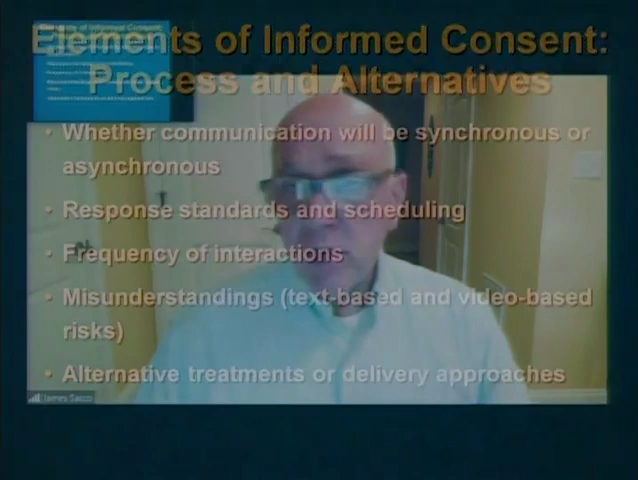 Elements of Informed Consent:
Process and Alternatives
• Whether communication will be synchronous or
asynchronous
• Response standards and scheduling
• Frequency of interactions
• Misunderstandings (text-based and video-based
risks)
• Alternative treatments or delivery approaches
James Sacco